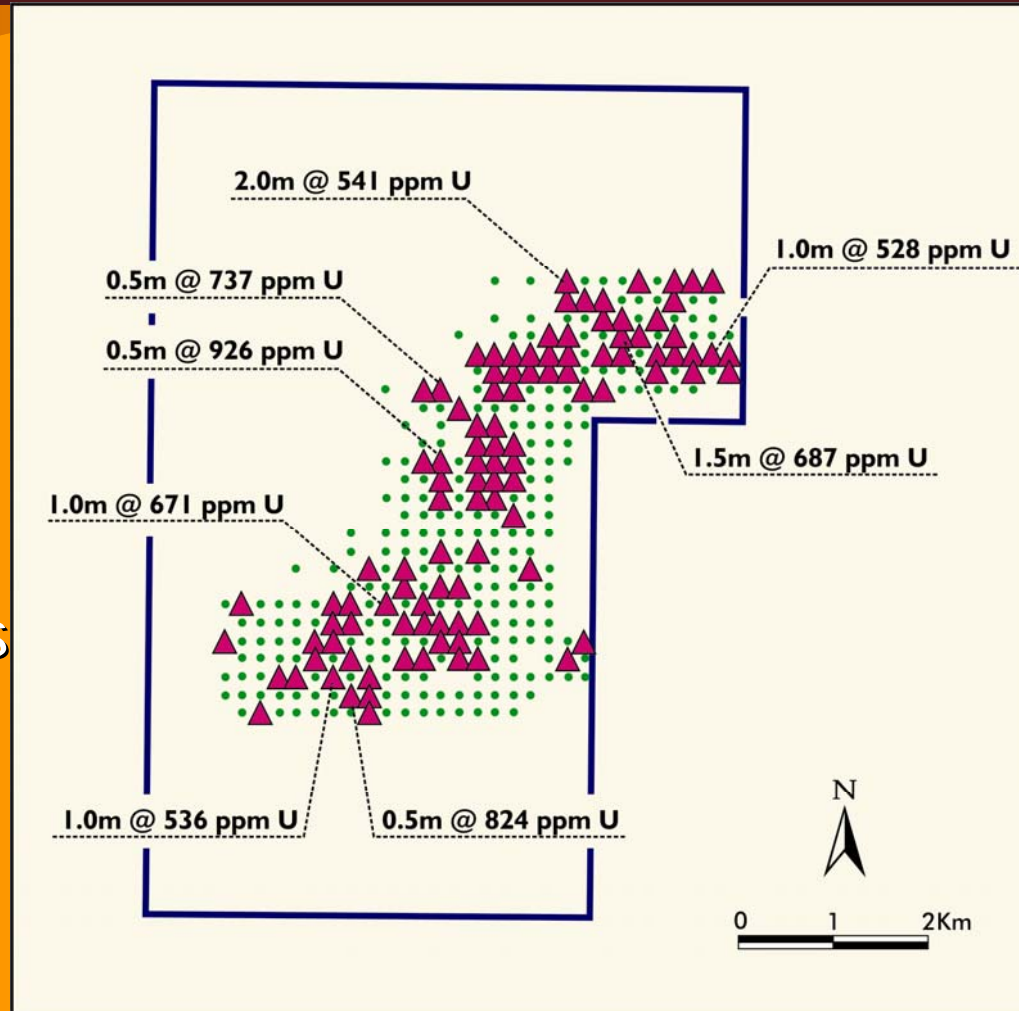 2.0m @ 541 ppm U
1.0m @ 528 ppm U
0.5m @ 737 ppm U
0.5m @ 926 ppm U
1.5m @ 687 ppm U
1.0m @ 671 ppm U
1.0m @ 536 ppm U
0.5m @ 824 ppm U
N
0 1 2Km